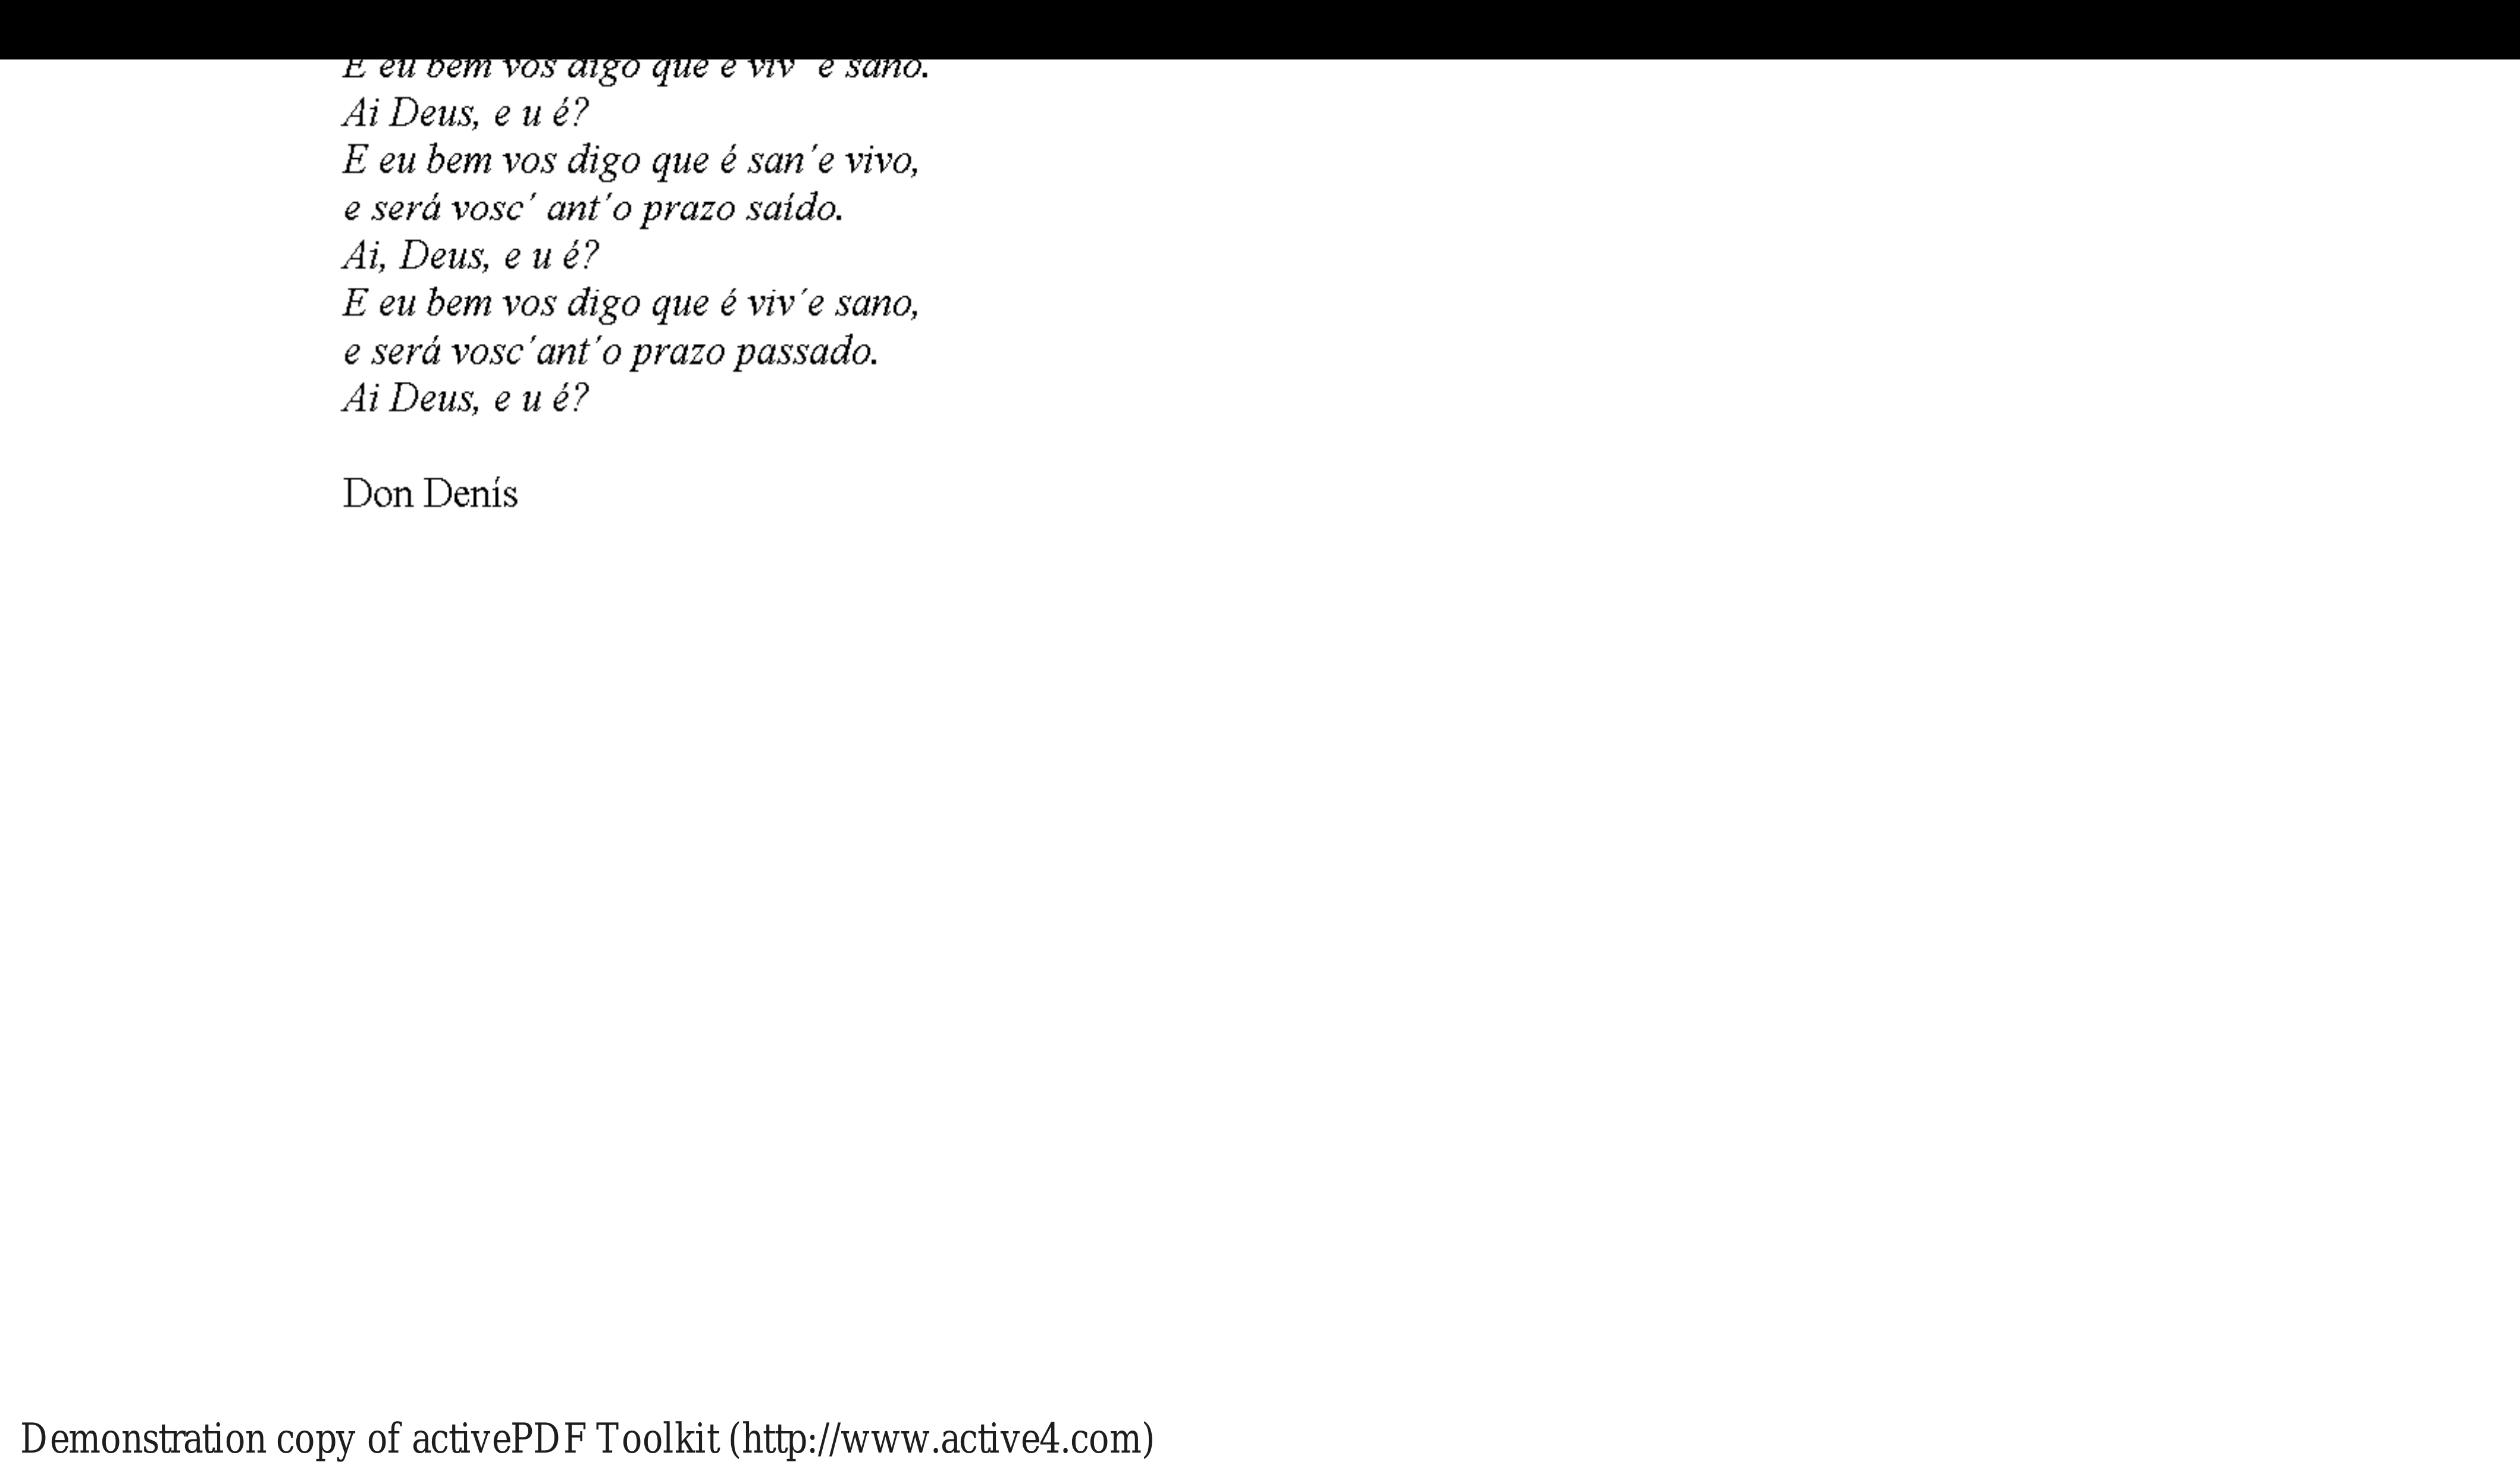 E eu bem vos digo que é viv´ e sano.
Ai Deus, e u é?
E eu bem vos digo que é san´e vivo,
e será vosc´ ant´o prazo saído.
Ai, Deus, e u é?
E eu bem vos digo que é viv´e sano,
e será vosc´ant´o prazo passado.
Ai Deus, e u é?
Don Denís
Demonstration copy of activePDF Toolkit (http://www.active4.com)